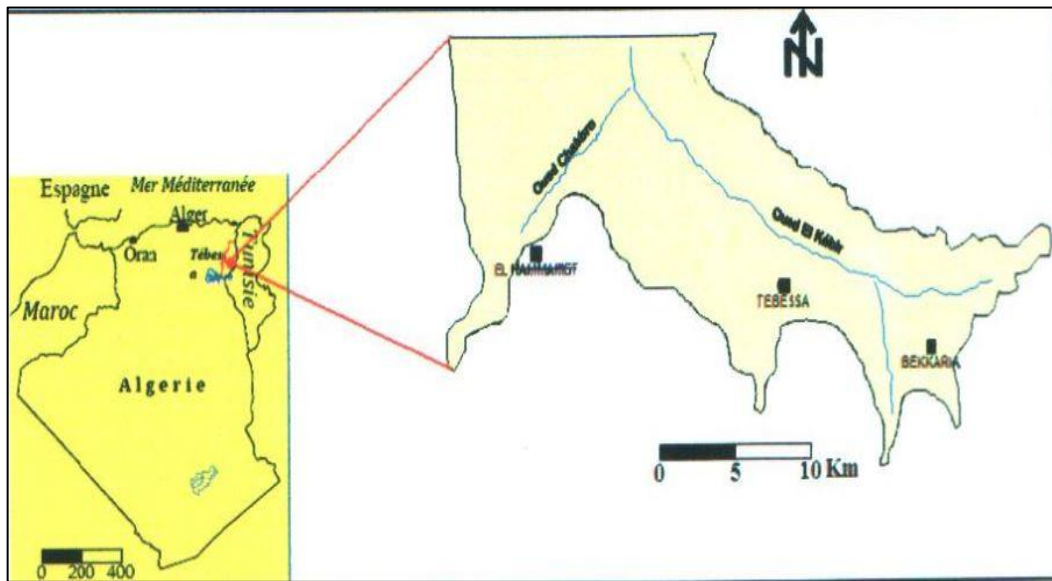 Espagne
Mer Méditerranée
Alger
Oran
Tébes
a
Tunisie
Maroc
Algerie
0 200 400
N
Oued Chabro
Oued El Kébir
EL HAMMAMET
TEBESSA
BEKKARIA
0 5 10 Km